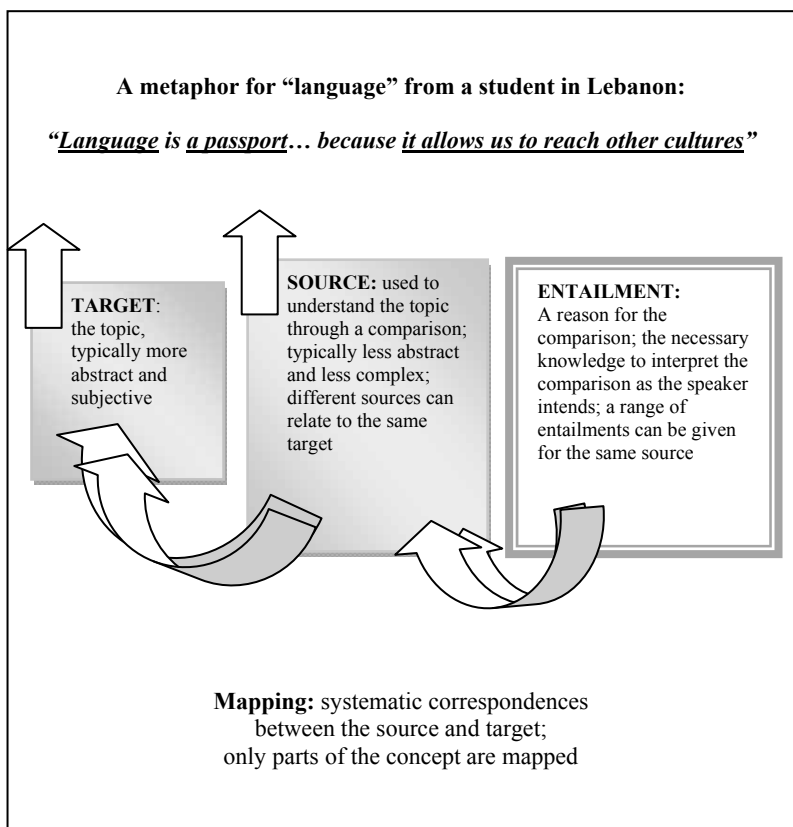 A metaphor for “language” from a student in Lebanon:
“Language is a passport… because it allows us to reach other cultures”
TARGET:
the topic,
typically more
abstract and
subjective
SOURCE: used to
understand the topic
through a comparison;
typically less abstract
and less complex;
different sources can
relate to the same
target
ENTAILMENT:
A reason for the
comparison; the necessary
knowledge to interpret the
comparison as the speaker
intends; a range of
entailments can be given
for the same source
Mapping: systematic correspondences
between the source and target;
only parts of the concept are mapped